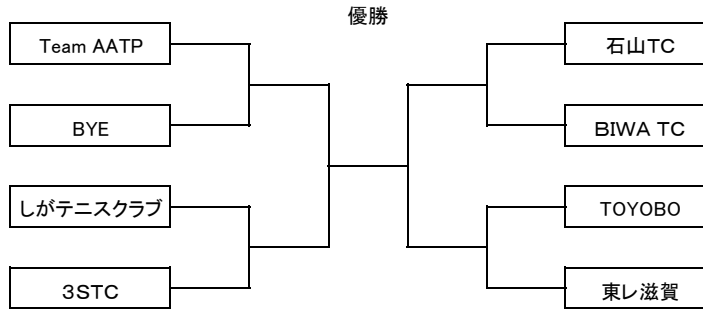 優勝
Team AATP
BYE
しがテニスクラブ
3STC
石山TC
BIWA TC
TOYOBO
東レ滋賀